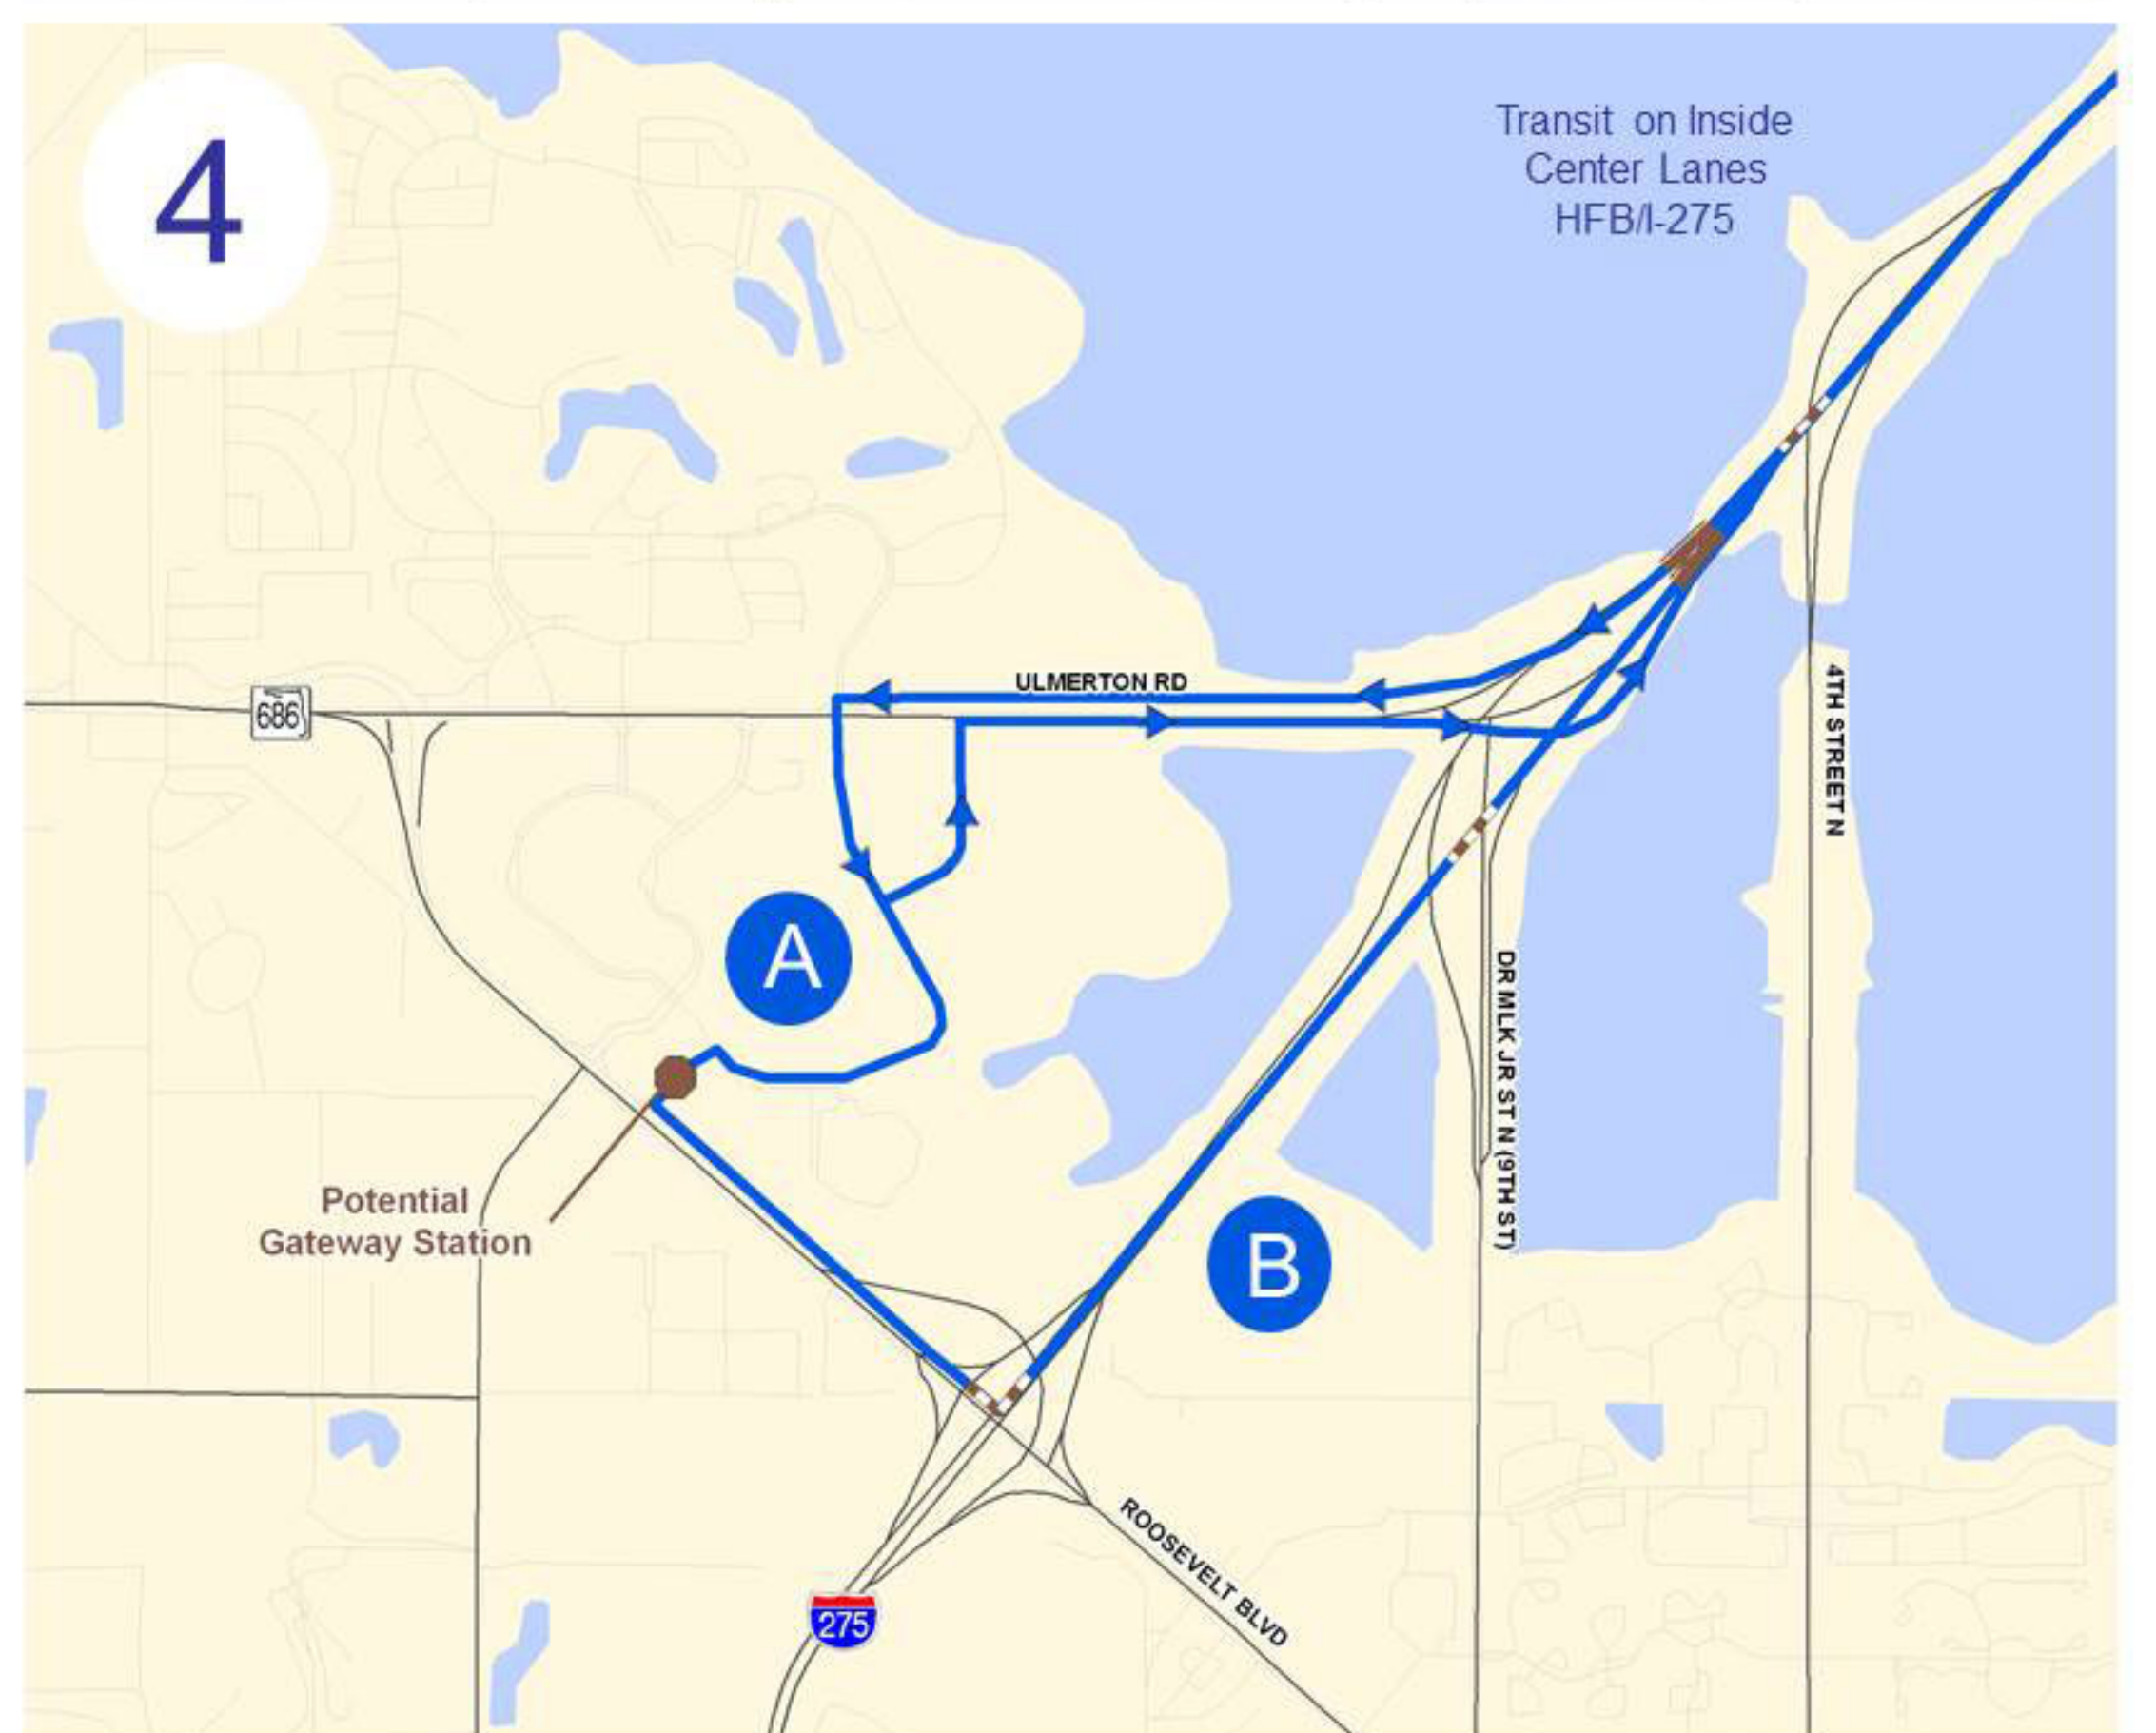 4
Transit on Inside
Center Lanes
HFB/I-275
ULMERTON RD
686
4TH STREET N
A
DR MLK JR ST N (9TH ST)
Potential
Gateway Station
B
ROOSEVELT BLVD
275